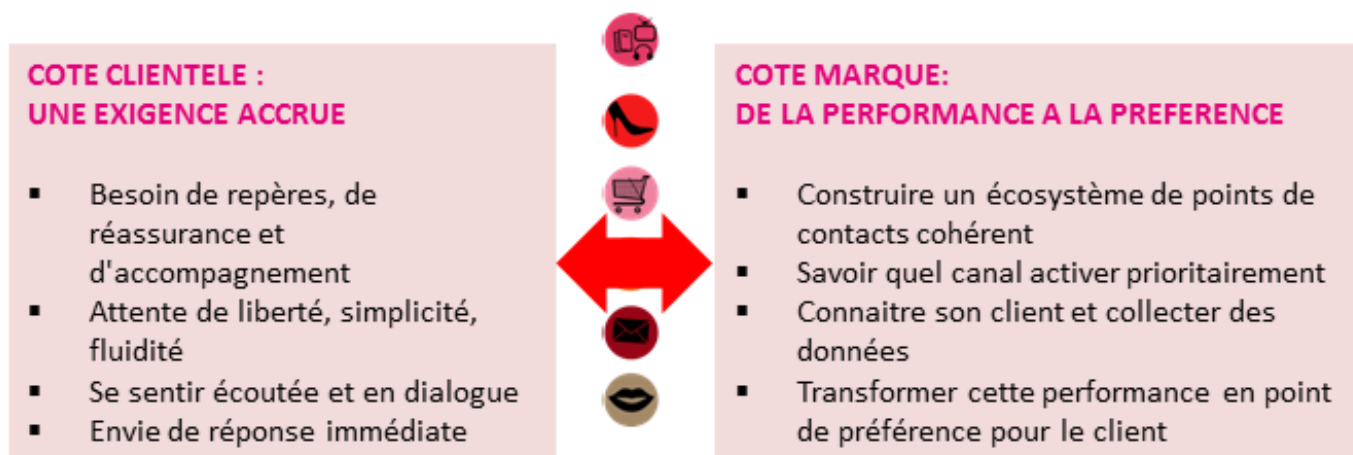 COTE CLIENTELE :
UNE EXIGENCE ACCRUE
▪ Besoin de repères, de
réassurance et
d'accompagnement
▪ Attente de liberté, simplicité,
fluidité
▪ Se sentir écoutée et en dialogue
▪ Envie de réponse immédiate
COTE MARQUE:
DE LA PERFORMANCE A LA PREFERENCE
▪ Construire un écosystème de points de
contacts cohérent
▪ Savoir quel canal activer prioritairement
▪ Connaitre son client et collecter des
données
▪ Transformer cette performance en point
de préférence pour le client